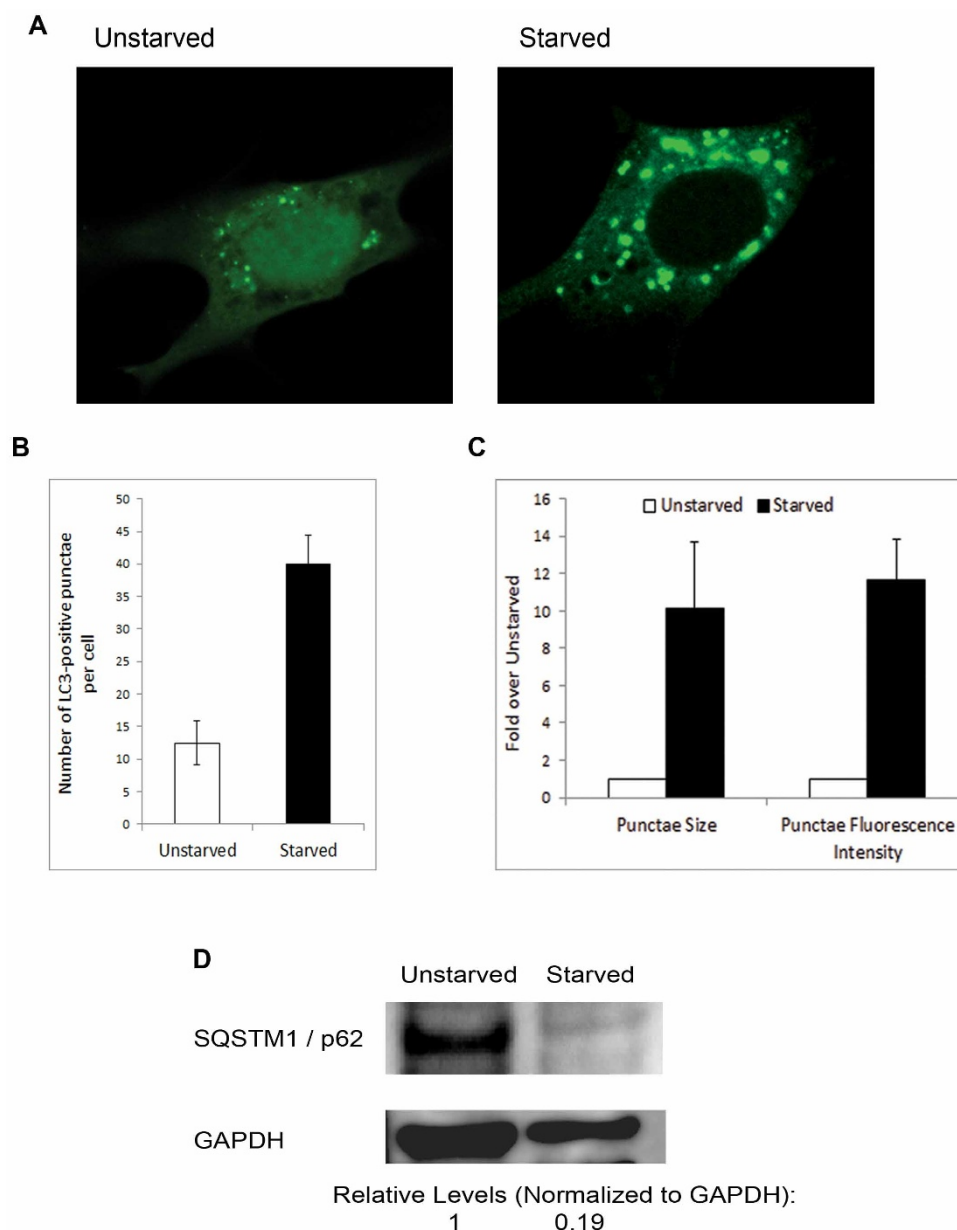 A
Unstarved Starved
B
Number of LC3-positive punctae
per cell
50
45
40
35
30
25
20
15
10
5
0
Unstarved Starved
C
Fold over Unstarved
16
14
12
10
8
6
4
2
0
Unstarved Starved
Punctae Size Punctae Fluorescence
Intensity
D
Unstarved Starved
SQSTM1 / p62
GAPDH
Relative Levels (Normalized to GAPDH):
1 0.19